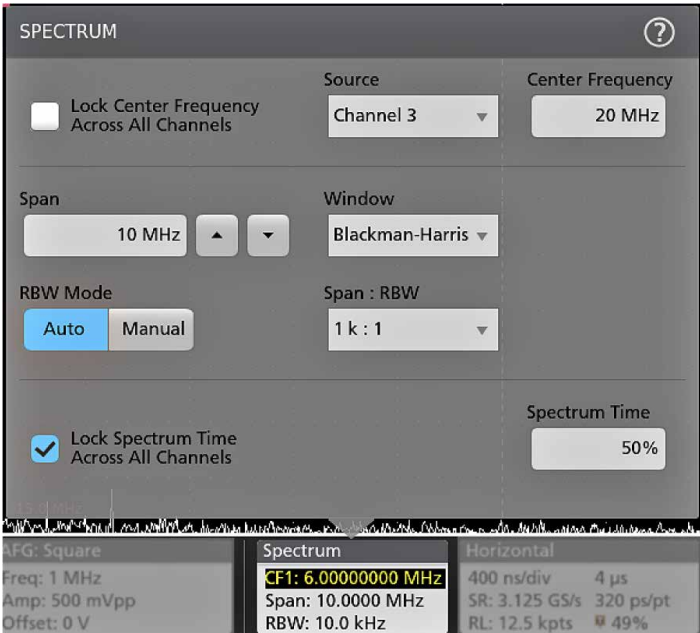 SPECTRUM
?
Lock Center Frequency
Across All Channels
Source
Channel 3
Center Frequency
20 MHz
Span
10 MHz
Window
Blackman-Harris
RBW Mode
Auto
Manual
Span : RBW
1 k : 1
Lock Spectrum Time
Across All Channels
Spectrum Time
50%
15.0 MHz
AFG: Square
Freq: 1 MHz
Amp: 500 mVpp
Offset: 0 V
Spectrum
CF1: 6.00000000 MHz
Span: 10.0000 MHz
RBW: 10.0 kHz
Horizontal
400 ns/div 4 µs
SR: 3.125 GS/s 320 ps/pt
RL: 12.5 kpts 49%